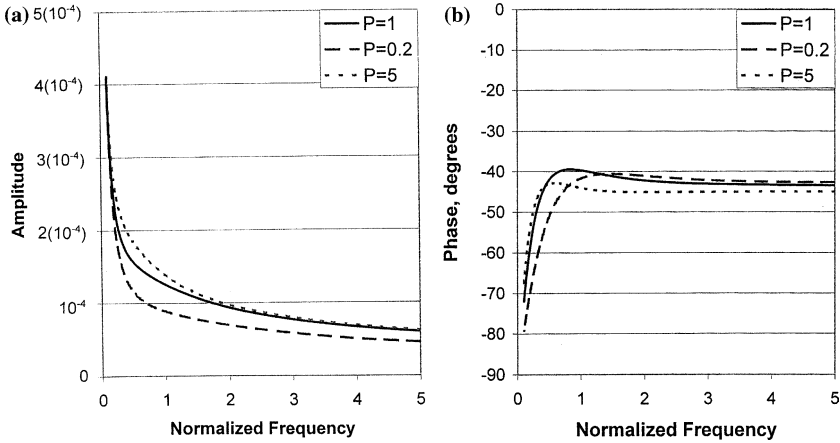 (a)
5(10⁻⁴)
4(10⁻⁴)
3(10⁻⁴)
2(10⁻⁴)
10⁻⁴
0
Amplitude
P=1
P=0.2
P=5
0 1 2 3 4 5
Normalized Frequency
(b)
0
-10
-20
-30
-40
-50
-60
-70
-80
-90
Phase, degrees
P=1
P=0.2
P=5
0 1 2 3 4 5
Normalized Frequency